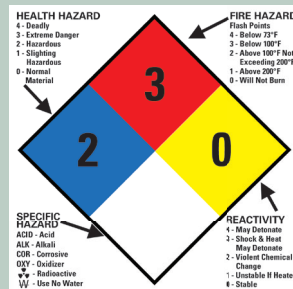 HEALTH HAZARD
4 - Deadly
3 - Extreme Danger
2 - Hazardous
1 - Slighting
Hazardous
0 - Normal
Material
FIRE HAZARD
Flash Points
4 - Below 73°F
3 - Below 100°F
2 - Above 100°F Not
Exceeding 200°F
1 - Above 200°F
0 - Will Not Burn
3
2
0
SPECIFIC
HAZARD
ACID - Acid
ALK - Alkali
COR - Corrosive
OXY - Oxidizer
- Radioactive
W - Use No Water
REACTIVITY
4 - May Detonate
3 - Shock & Heat
May Detonate
2 - Violent Chemical
Change
1 - Unstable If Heate
0 - Stable